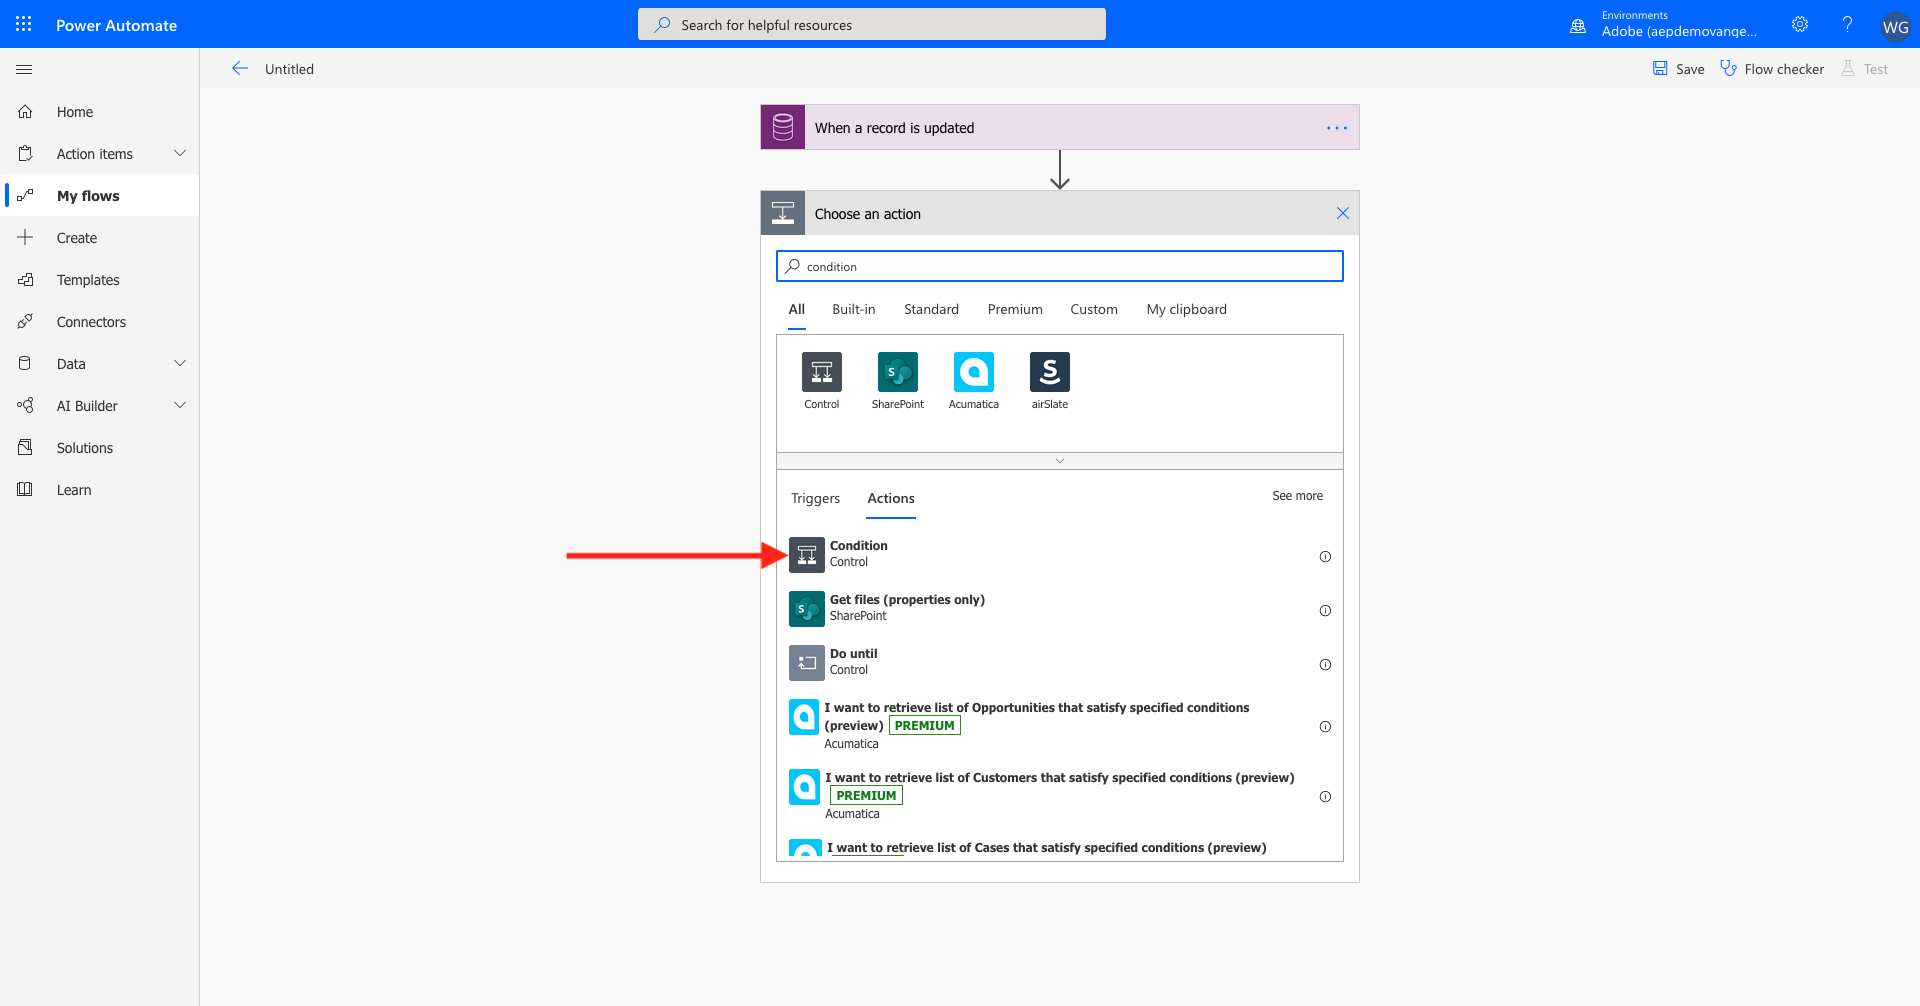 Power Automate
Search for helpful resources
Environments
Adobe (aepdemovange...
?
WG
Untitled
Save
Flow checker
Test
Home
Action items
My flows
Create
Templates
Connectors
Data
AI Builder
Solutions
Learn
When a record is updated
...
Choose an action
condition
All
Built-in
Standard
Premium
Custom
My clipboard
Control
S
SharePoint
Acumatica
S
airSlate
Triggers
Actions
See more
Condition
Control
S
Get files (properties only)
SharePoint
Do until
Control
I want to retrieve list of Opportunities that satisfy specified conditions
(preview) PREMIUM
Acumatica
I want to retrieve list of Customers that satisfy specified conditions (preview)
PREMIUM
Acumatica
I want to retrieve list of Cases that satisfy specified conditions (preview)